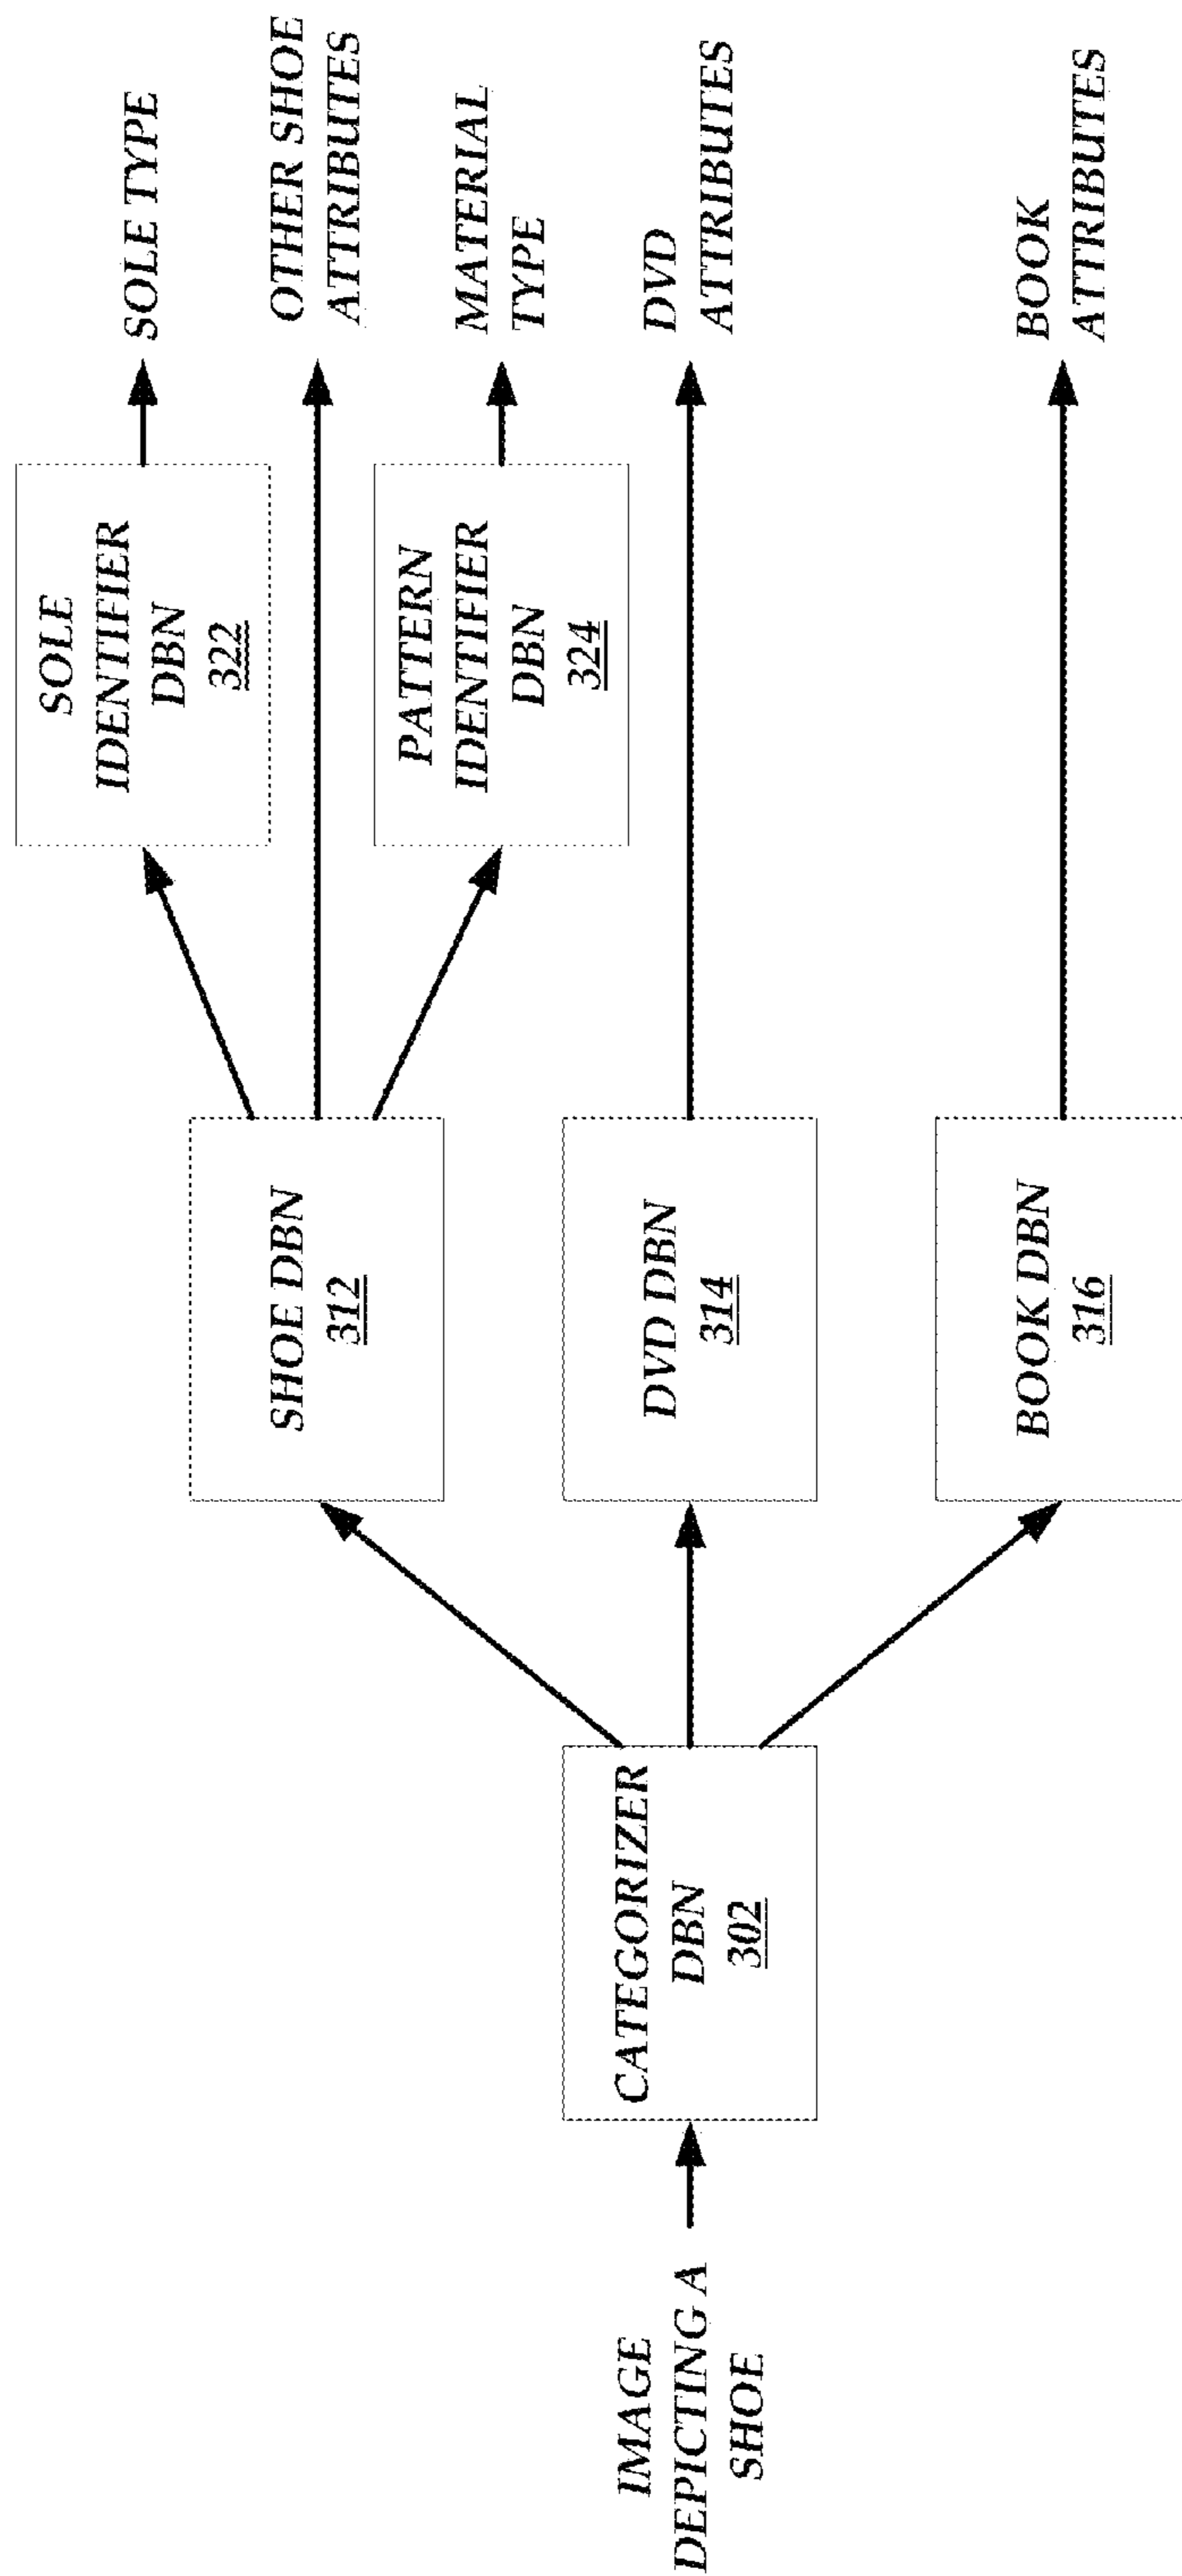 IMAGE
DEPICTING A
SHOE
CATEGORIZER
DBN
302
SHOE DBN
312
DVD DBN
314
BOOK DBN
316
SOLE
IDENTIFIER
DBN
322
PATTERN
IDENTIFIER
DBN
324
SOLE TYPE
OTHER SHOE
ATTRIBUTES
MATERIAL
TYPE
DVD
ATTRIBUTES
BOOK
ATTRIBUTES